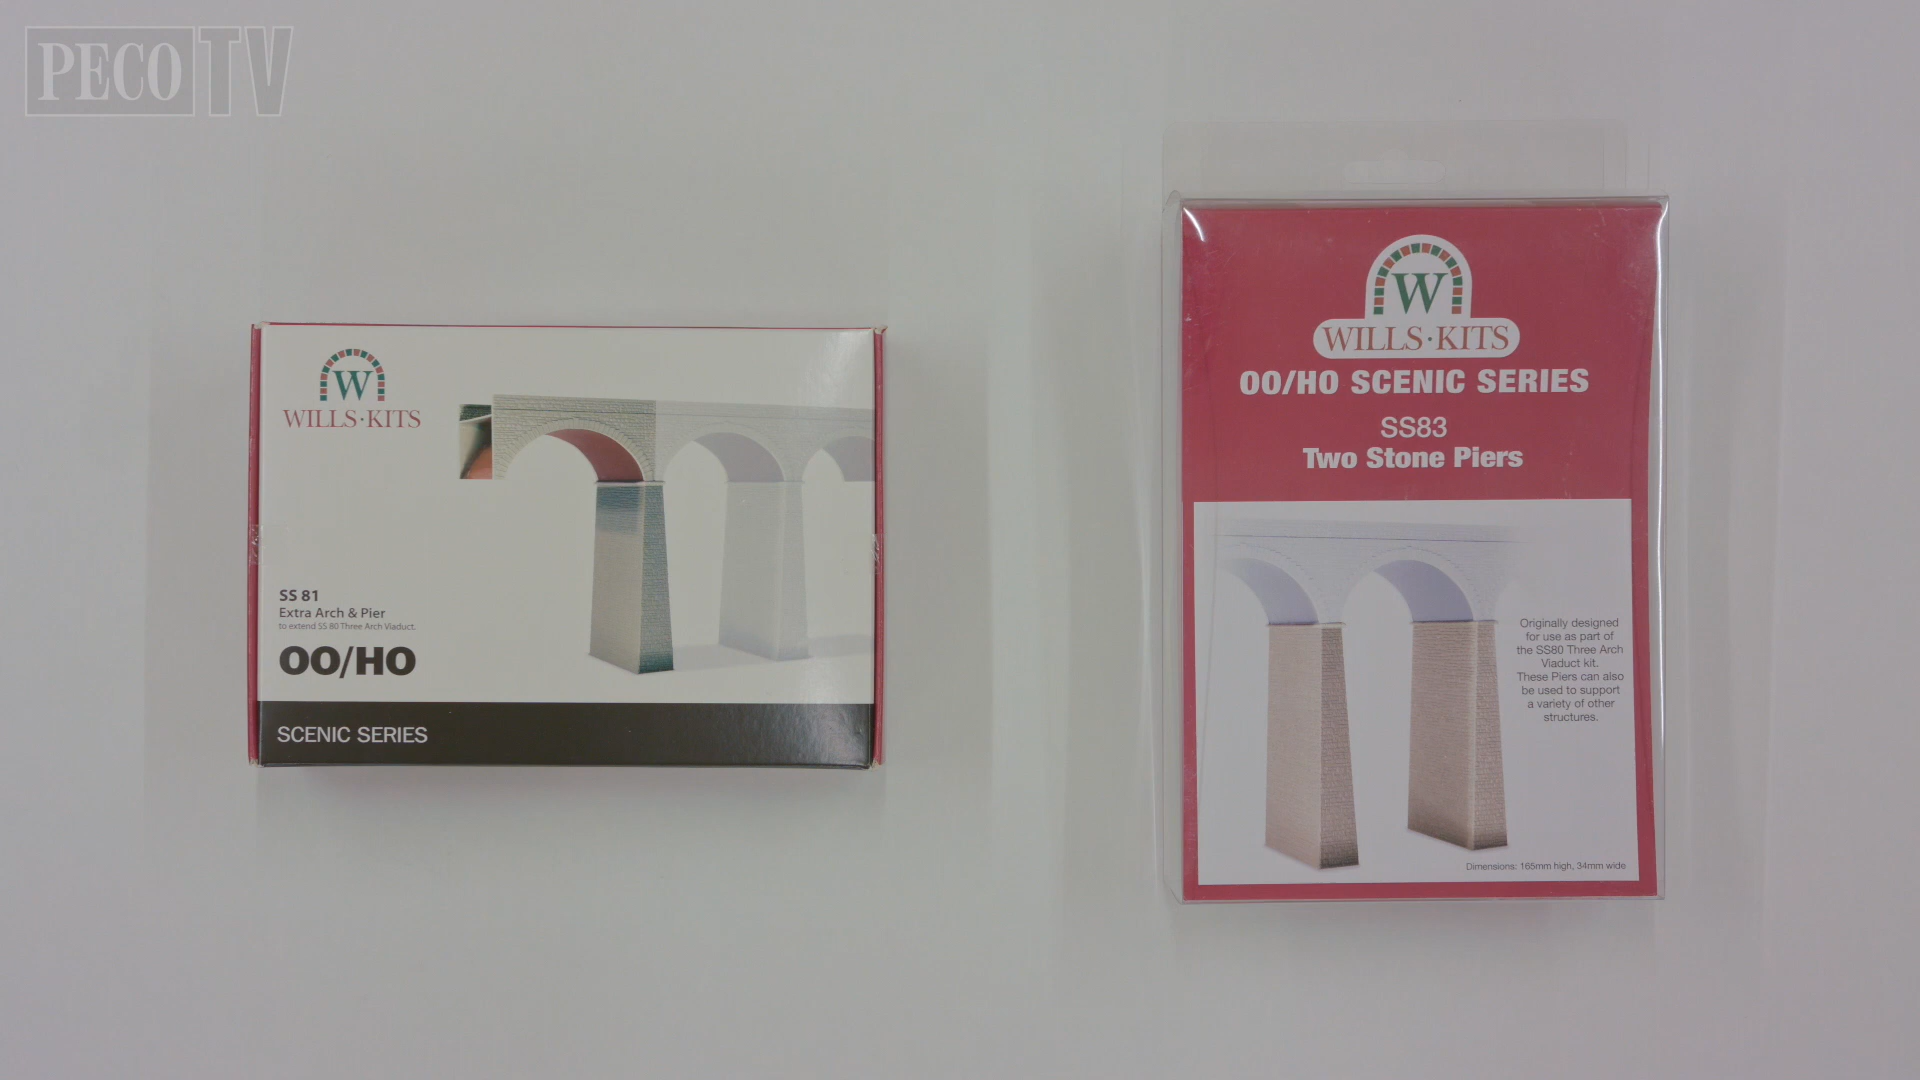 PECO TV
W
WILLS·KITS
SS 81
Extra Arch & Pier
to extend SS 80 Three Arch Viaduct.
OO/HO
SCENIC SERIES
W
WILLS·KITS
OO/HO SCENIC SERIES
SS83
Two Stone Piers
Originally designed
for use as part of
the SS80 Three Arch
Viaduct kit.
These Piers can also
be used to support
a variety of other
structures.
Dimensions: 165mm high, 34mm wide